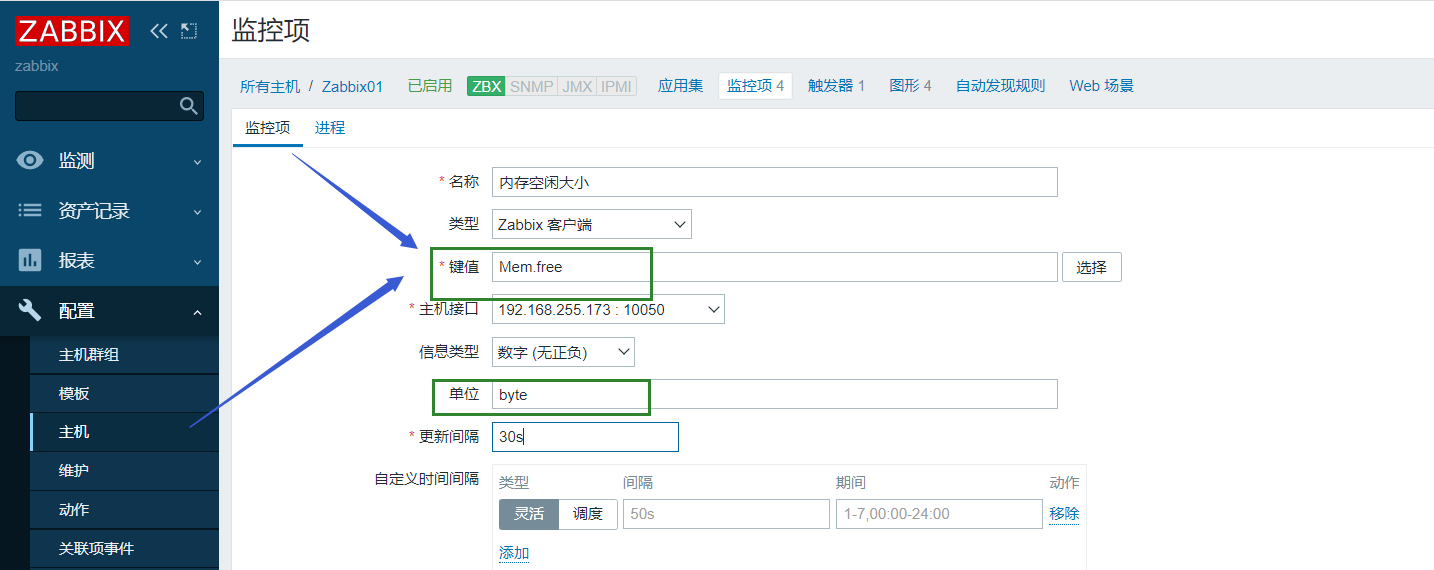 ZABBIX
zabbix
监测
资产记录
报表
配置
主机群组
模板
主机
维护
动作
关联项事件
监控项
所有主机 / Zabbix01 已启用 ZBX SNMP JMX IPMI 应用集 监控项 4 触发器 1 图形 4 自动发现规则 Web 场景
监控项 进程
* 名称 内存空闲大小
类型 Zabbix 客户端
* 键值 Mem.free 选择
* 主机接口 192.168.255.173 : 10050
信息类型 数字 (无正负)
单位 byte
* 更新间隔 30s
自定义时间间隔 类型 间隔 期间 动作
灵活 调度 50s 1-7,00:00-24:00 移除
添加